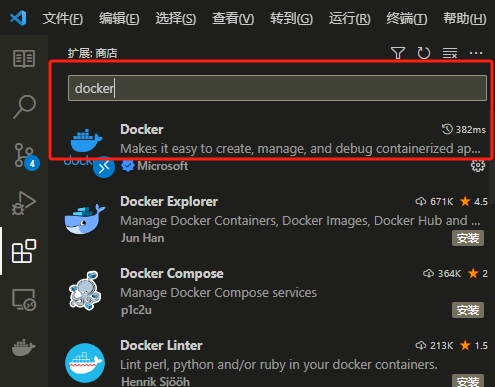 文件(F) 编辑(E) 选择(S) 查看(V) 转到(G) 运行(R) 终端(T) 帮助(H)
扩展: 商店
docker
Docker 382ms
Makes it easy to create, manage, and debug containerized ap...
docker Microsoft
4
Docker Explorer 671K 4.5
Manage Docker Containers, Docker Images, Docker Hub and ...
Jun Han 安装
Docker Compose 364K 2
Manage Docker Compose services
p1c2u 安装
Docker Linter 213K 1.5
Lint perl, python and/or ruby in your docker containers.
Henrik Sjööh 安装